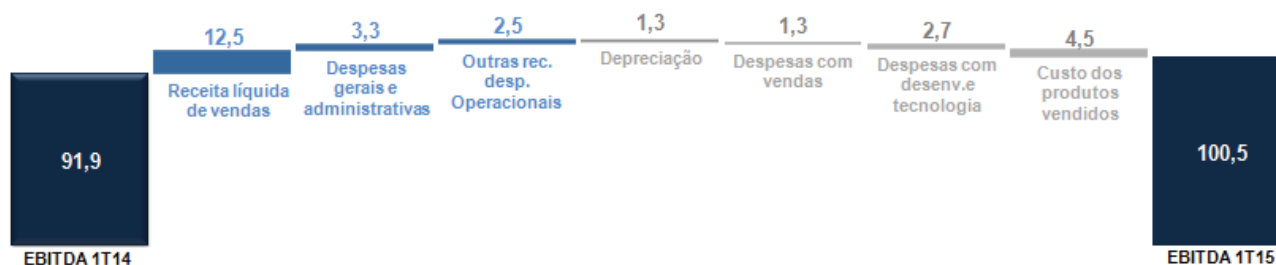 12,5
Receita líquida
de vendas
3,3
Despesas
gerais e
administrativas
2,5
Outras rec.
desp.
Operacionais
1,3
Depreciação
1,3
Despesas com
vendas
2,7
Despesas com
desenv.e
tecnologia
4,5
Custo dos
produtos
vendidos
91,9
EBITDA 1T14
100,5
EBITDA 1T15